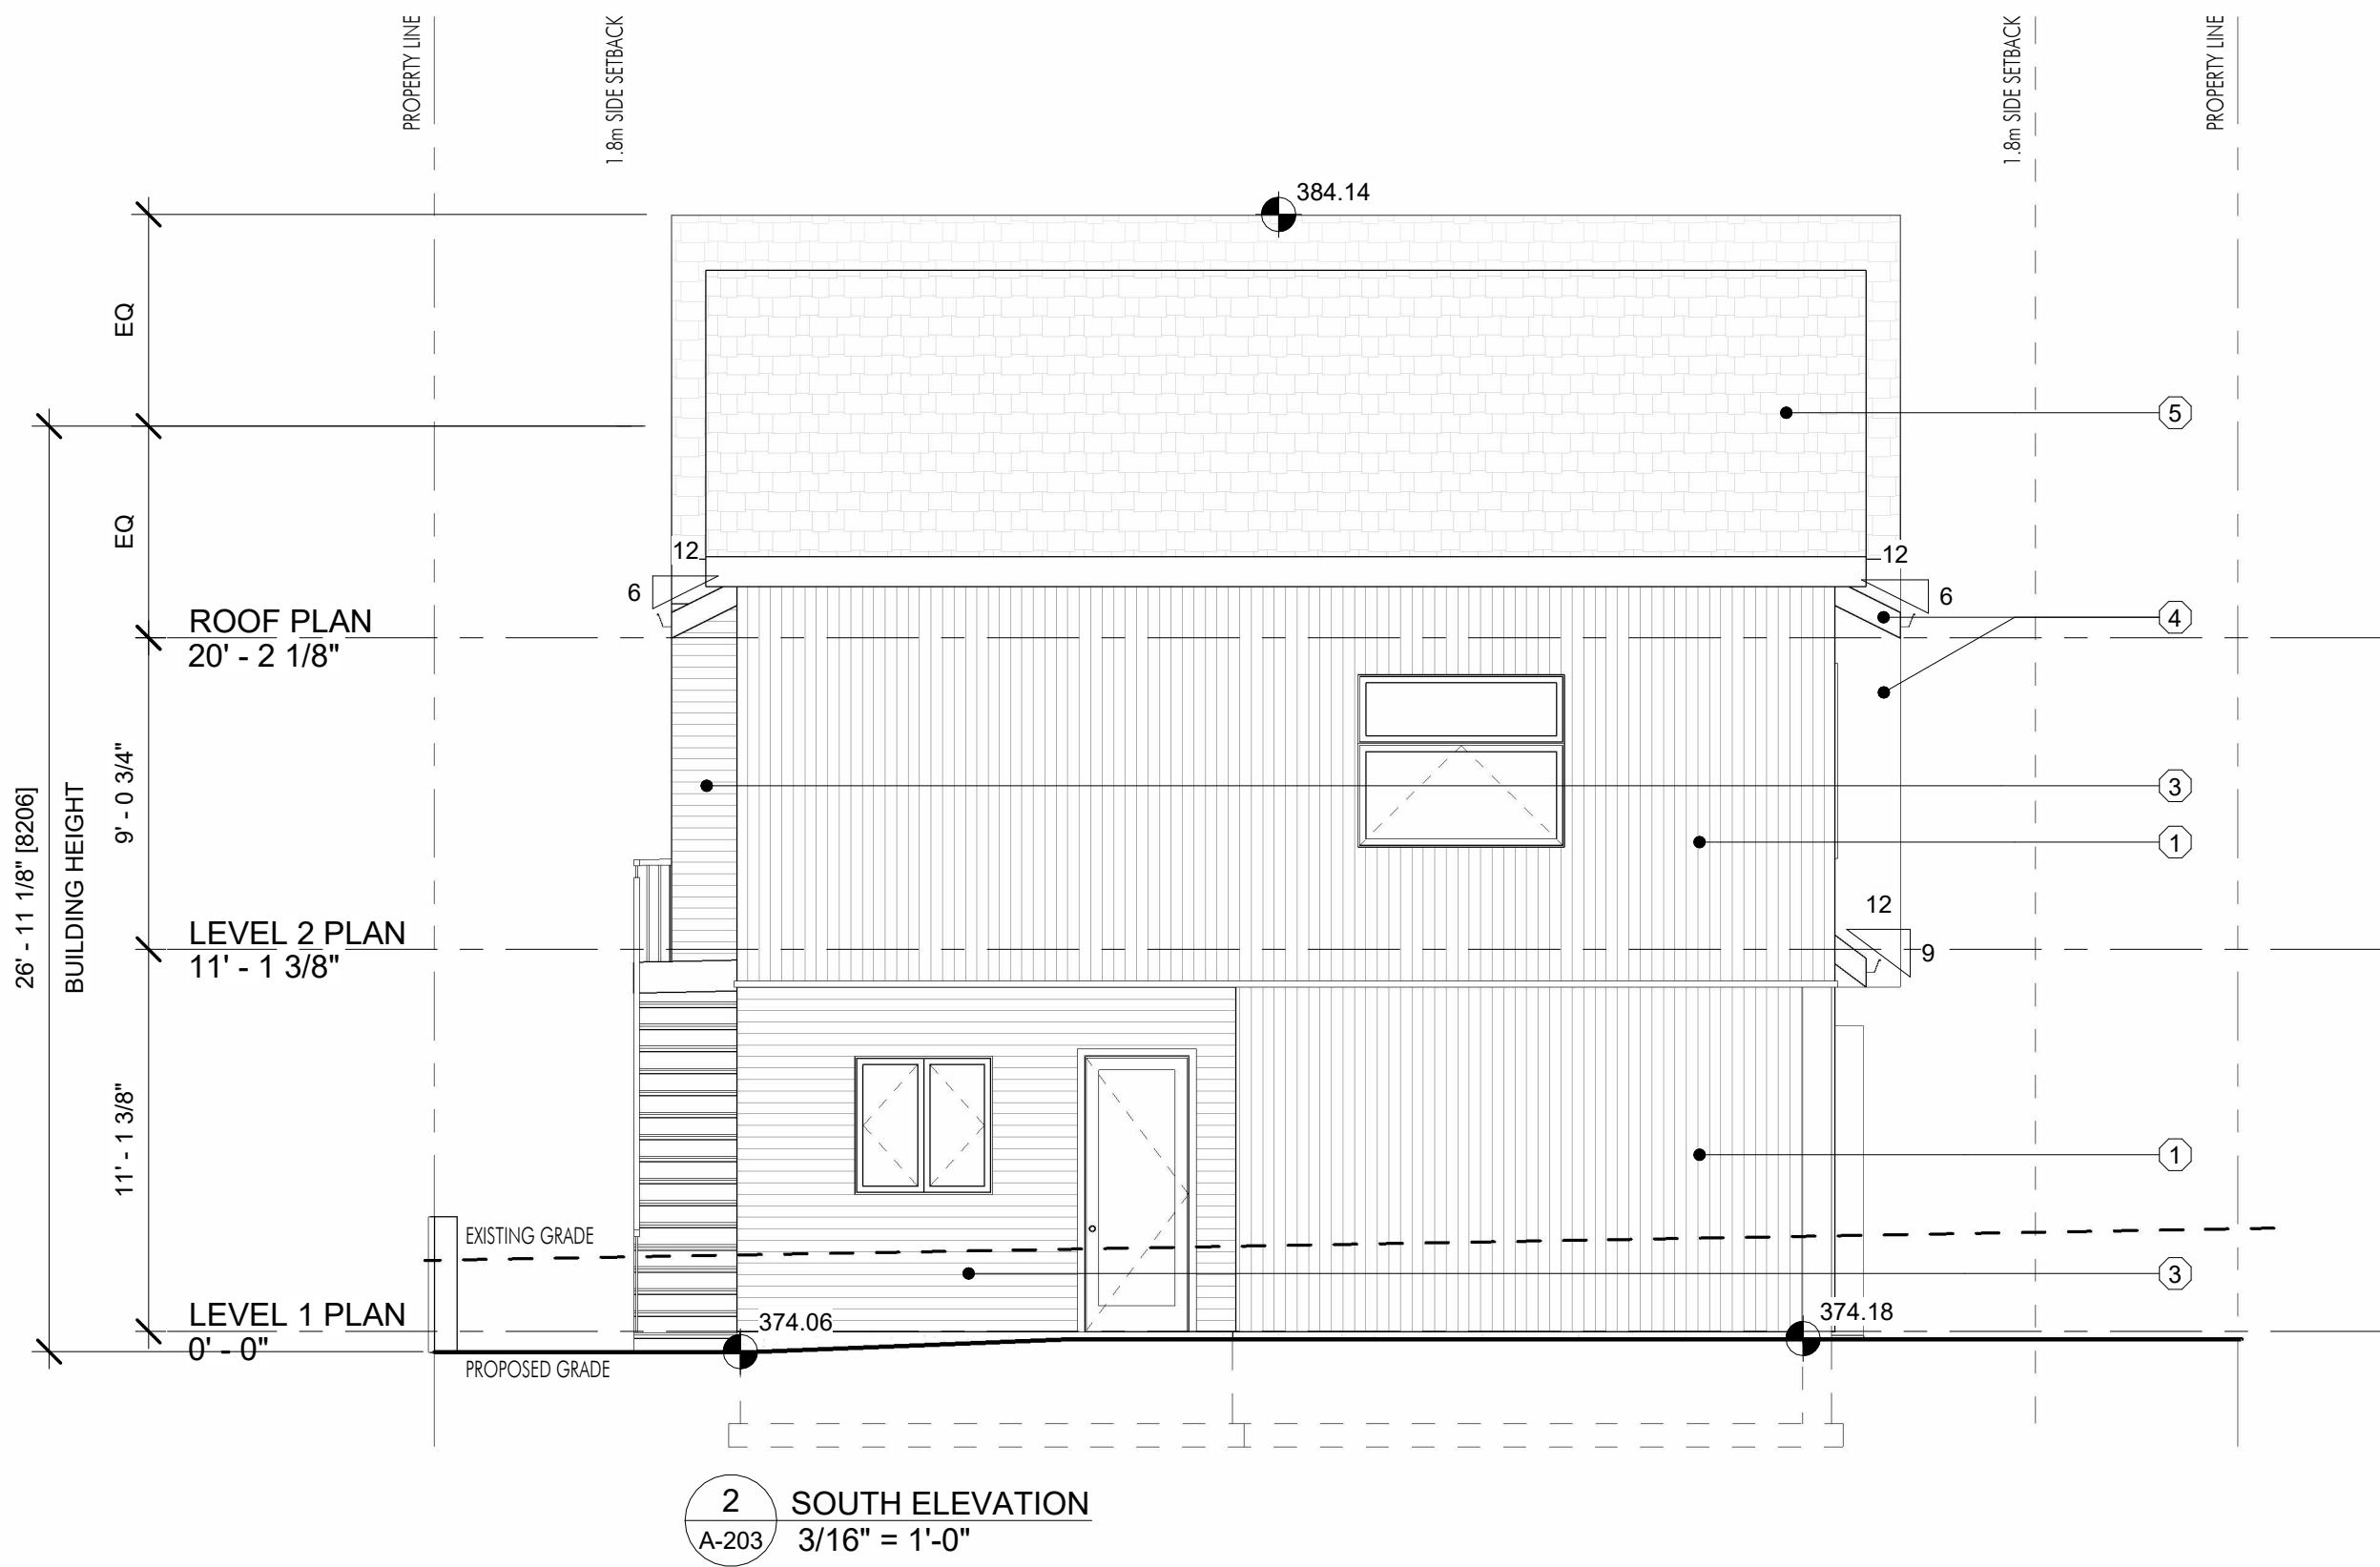 PROPERTY LINE
1.8m SIDE SETBACK
1.8m SIDE SETBACK
PROPERTY LINE
384.14
EQ
5
EQ
12
12
6
6
ROOF PLAN
20' - 2 1/8"
4
9' - 0 3/4"
3
26' - 11 1/8" [8206]
BUILDING HEIGHT
1
12
LEVEL 2 PLAN
11' - 1 3/8"
9
11' - 1 3/8"
1
EXISTING GRADE
3
LEVEL 1 PLAN
0' - 0"
374.06
374.18
PROPOSED GRADE
2
A-203
SOUTH ELEVATION
3/16" = 1'-0"